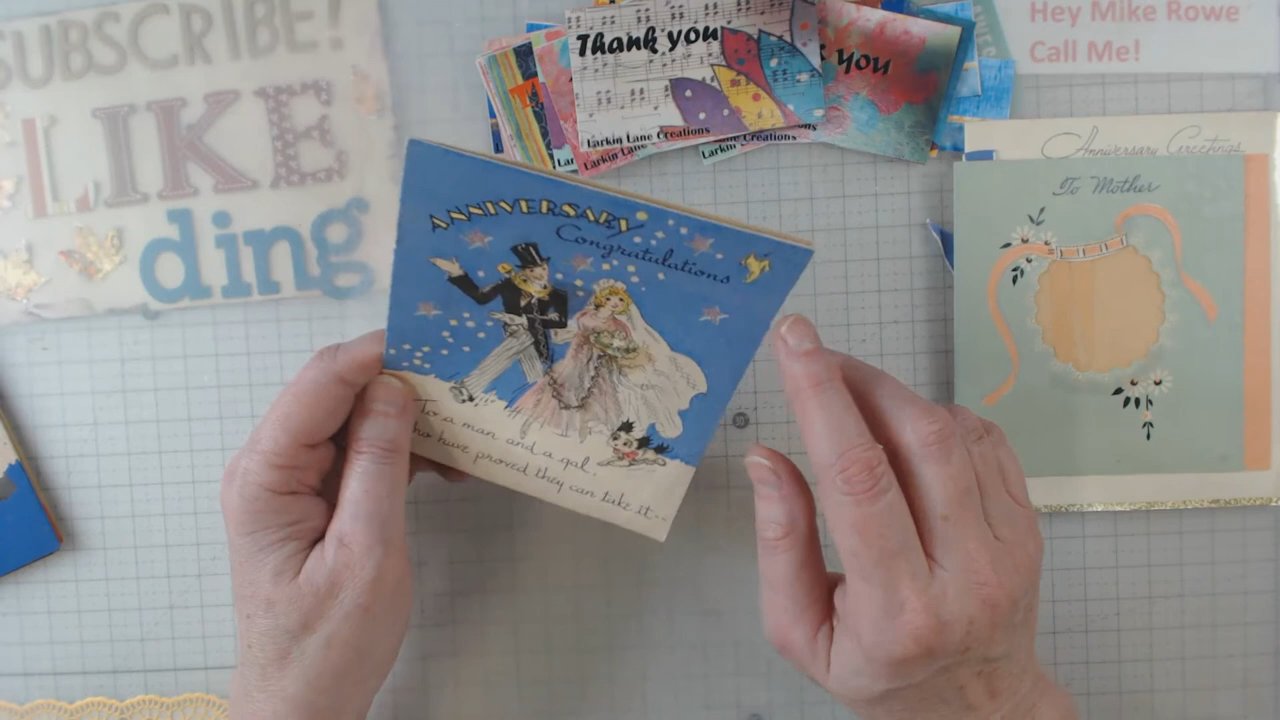 SUBSCRIBE!
LIKE
ding
Thank you
Larkin Lane Creations
k you
Larkin Lane Creations
Hey Mike Rowe
Call Me!
Anniversary Greetings
To Mother
ANNIVERSARY
Congratulations
To a man and a gal,
who have proved they can take it--